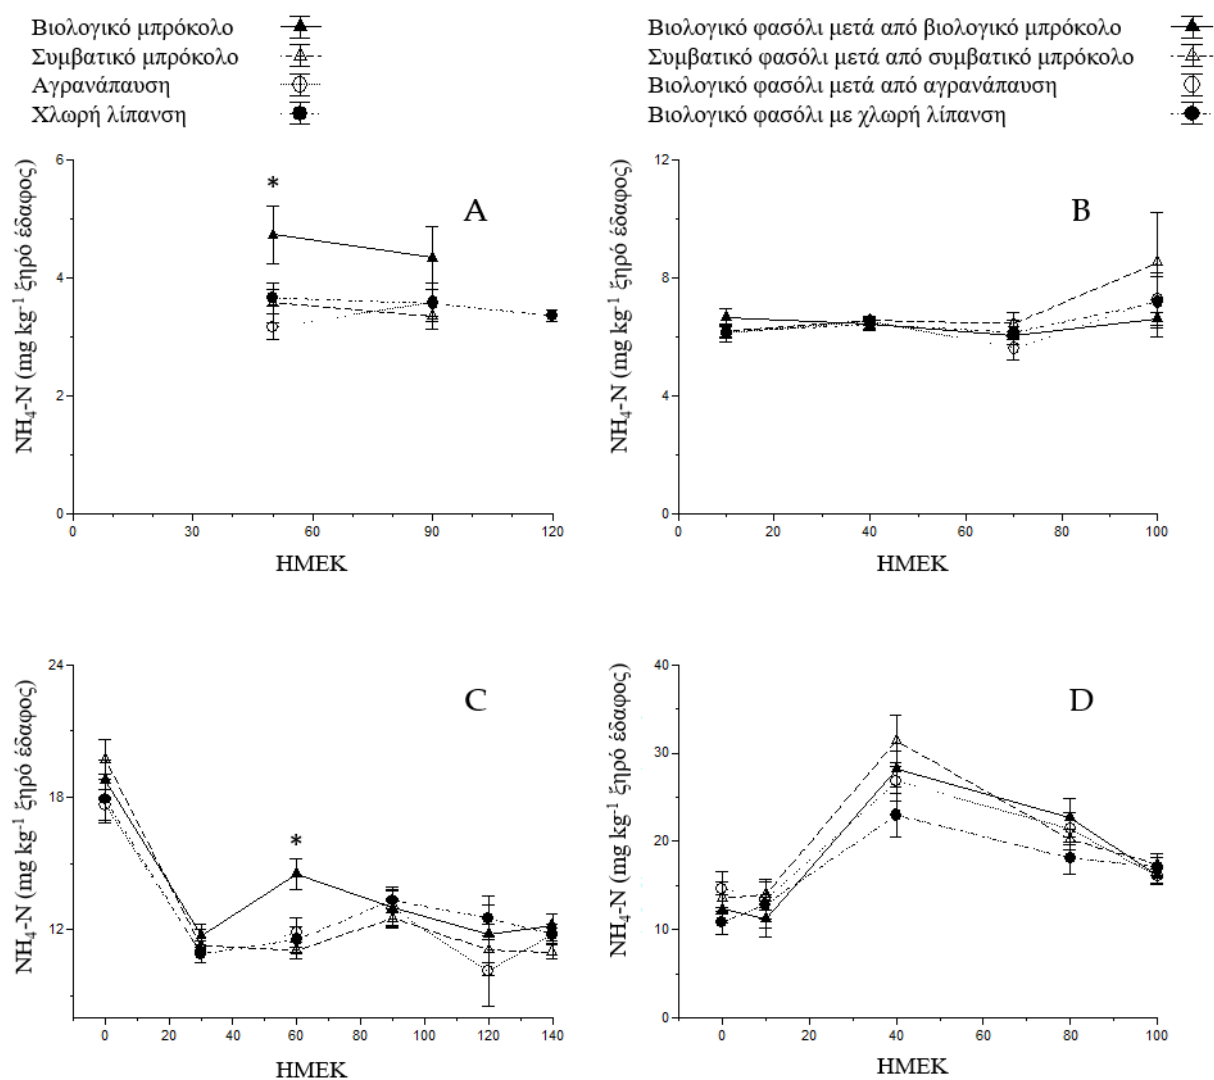 Βιολογικό μπρόκολο
Συμβατικό μπρόκολο
Αγρανάπαυση
Χλωρή λίπανση
Βιολογικό φασόλι μετά από βιολογικό μπρόκολο
Συμβατικό φασόλι μετά από συμβατικό μπρόκολο
Βιολογικό φασόλι μετά από αγρανάπαυση
Βιολογικό φασόλι με χλωρή λίπανση
NH₄-N (mg kg⁻¹ ξηρό έδαφος)
6
4
2
0
*
A
0 30 60 90 120
ΗΜΕΚ
NH₄-N (mg kg⁻¹ ξηρό έδαφος)
12
8
4
0
B
0 20 40 60 80 100
ΗΜΕΚ
NH₄-N (mg kg⁻¹ ξηρό έδαφος)
24
18
12
*
C
0 20 40 60 80 100 120 140
ΗΜΕΚ
NH₄-N (mg kg⁻¹ ξηρό έδαφος)
40
30
20
10
0
D
0 20 40 60 80 100
ΗΜΕΚ